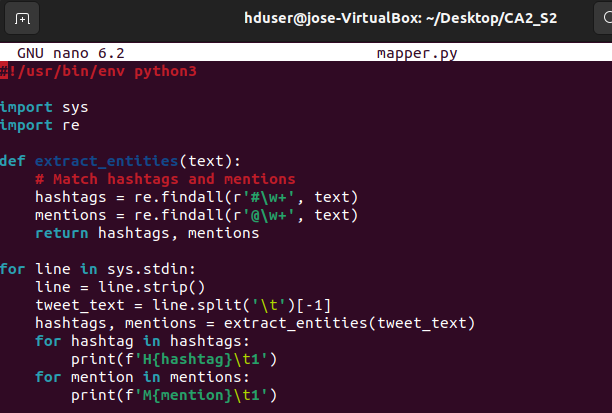 hduser@jose-VirtualBox: ~/Desktop/CA2_S2
GNU nano 6.2 mapper.py
#!/usr/bin/env python3
import sys
import re
def extract_entities(text):
    # Match hashtags and mentions
    hashtags = re.findall(r'#\w+', text)
    mentions = re.findall(r'@\w+', text)
    return hashtags, mentions
for line in sys.stdin:
    line = line.strip()
    tweet_text = line.split('\t')[-1]
    hashtags, mentions = extract_entities(tweet_text)
    for hashtag in hashtags:
        print(f'H{hashtag}\t1')
    for mention in mentions:
        print(f'M{mention}\t1')